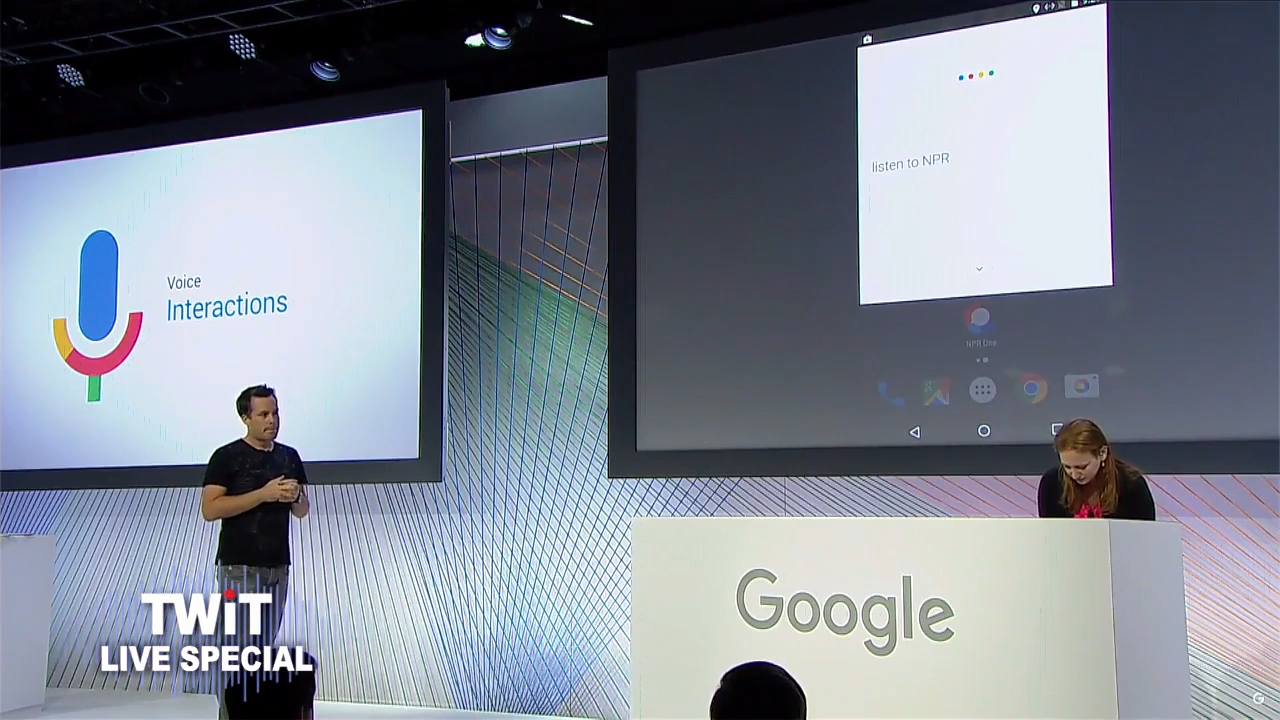 Voice
Interactions
listen to NPR
NPR One
Google
TWiT
LIVE SPECIAL
G